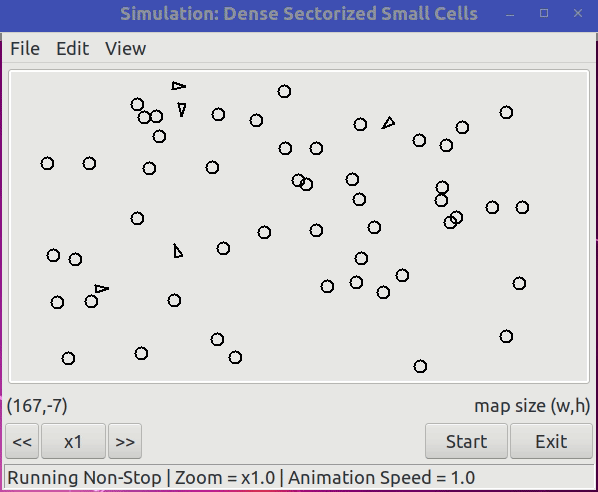 Simulation: Dense Sectorized Small Cells
File Edit View
(167,-7) map size (w,h)
<< x1 >> Start Exit
Running Non-Stop | Zoom = x1.0 | Animation Speed = 1.0